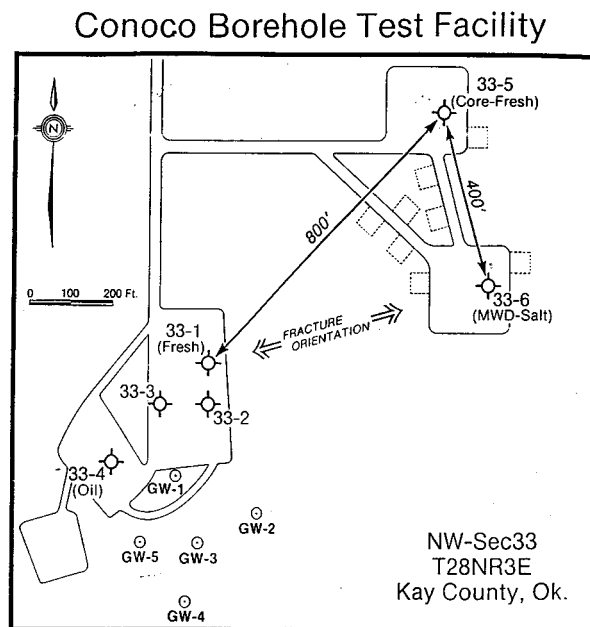 Conoco Borehole Test Facility
33-5
(Core-Fresh)
N
800'
400'
0 100 200 Ft.
33-6
(MWD-Salt)
33-1
(Fresh)
FRACTURE
ORIENTATION
33-3
33-2
33-4
(Oil)
GW-1
GW-2
GW-5
GW-3
GW-4
NW-Sec33
T28NR3E
Kay County, Ok.